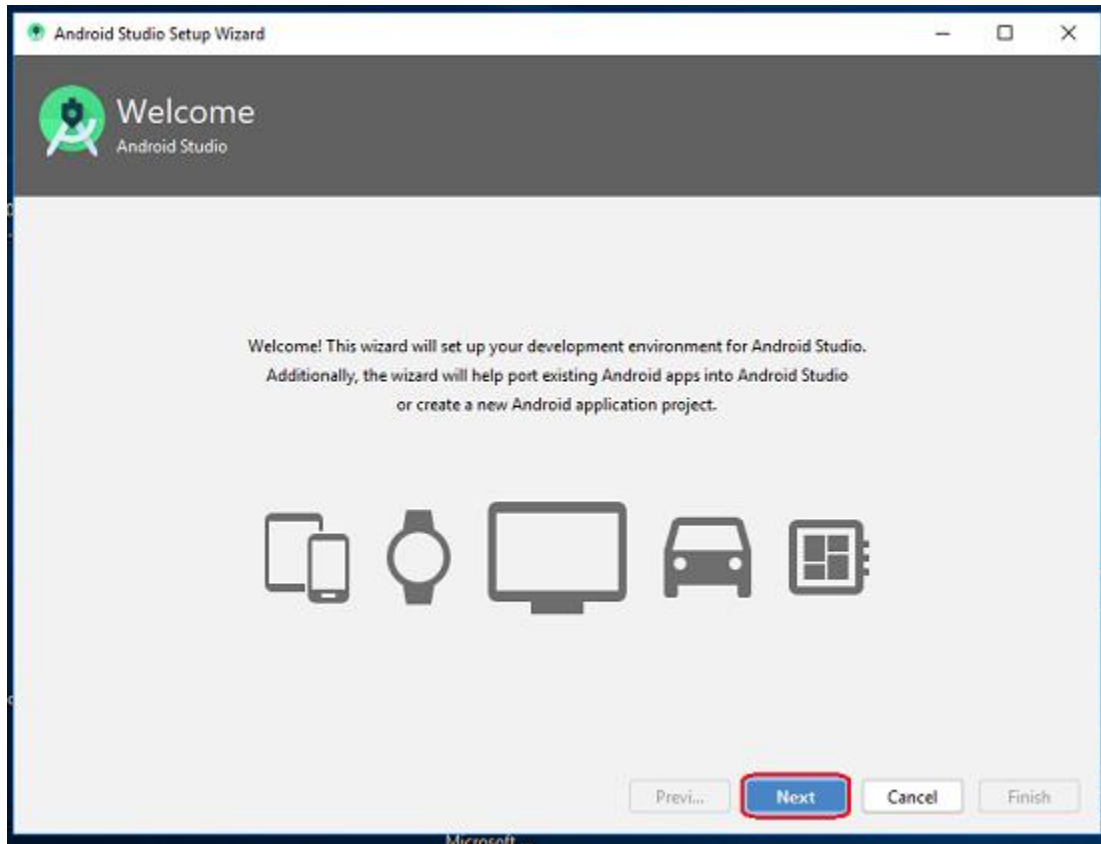 Android Studio Setup Wizard
Welcome
Android Studio
Welcome! This wizard will set up your development environment for Android Studio.
Additionally, the wizard will help port existing Android apps into Android Studio
or create a new Android application project.
Previ... Next Cancel Finish
Microsoft